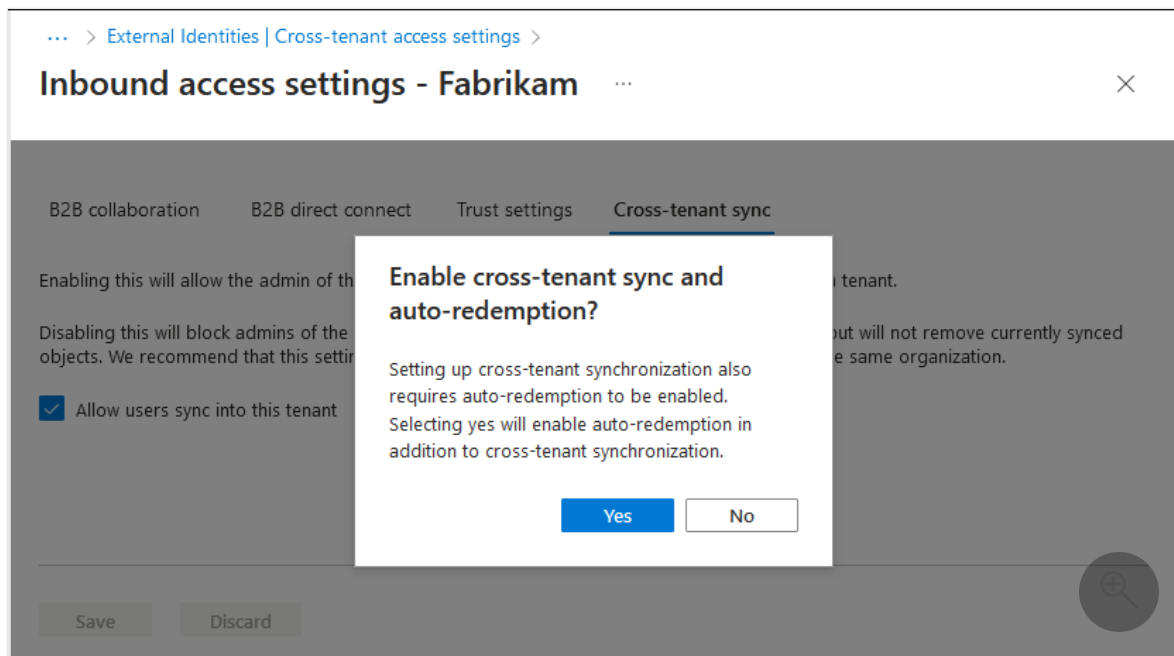 ··· > External Identities | Cross-tenant access settings >
Inbound access settings - Fabrikam ···
B2B collaboration B2B direct connect Trust settings Cross-tenant sync
Enabling this will allow the admin of th
tenant.
Disabling this will block admins of the
out will not remove currently synced
objects. We recommend that this settin
e same organization.
Allow users sync into this tenant
Enable cross-tenant sync and
auto-redemption?
Setting up cross-tenant synchronization also
requires auto-redemption to be enabled.
Selecting yes will enable auto-redemption in
addition to cross-tenant synchronization.
Yes No
Save Discard